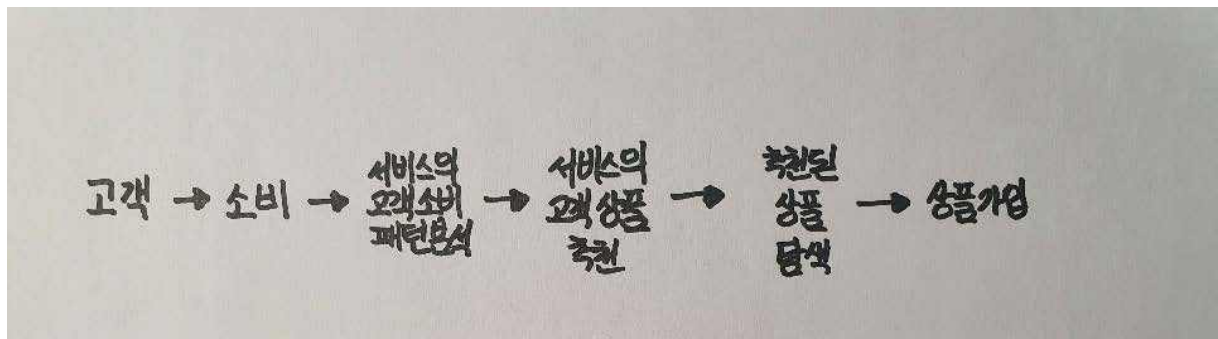 고객 → 소비 →
서비스의
고객 소비
패턴분석
→
서비스의
고객 상품
추천
→
추천된
상품
탐색
→ 상품가입